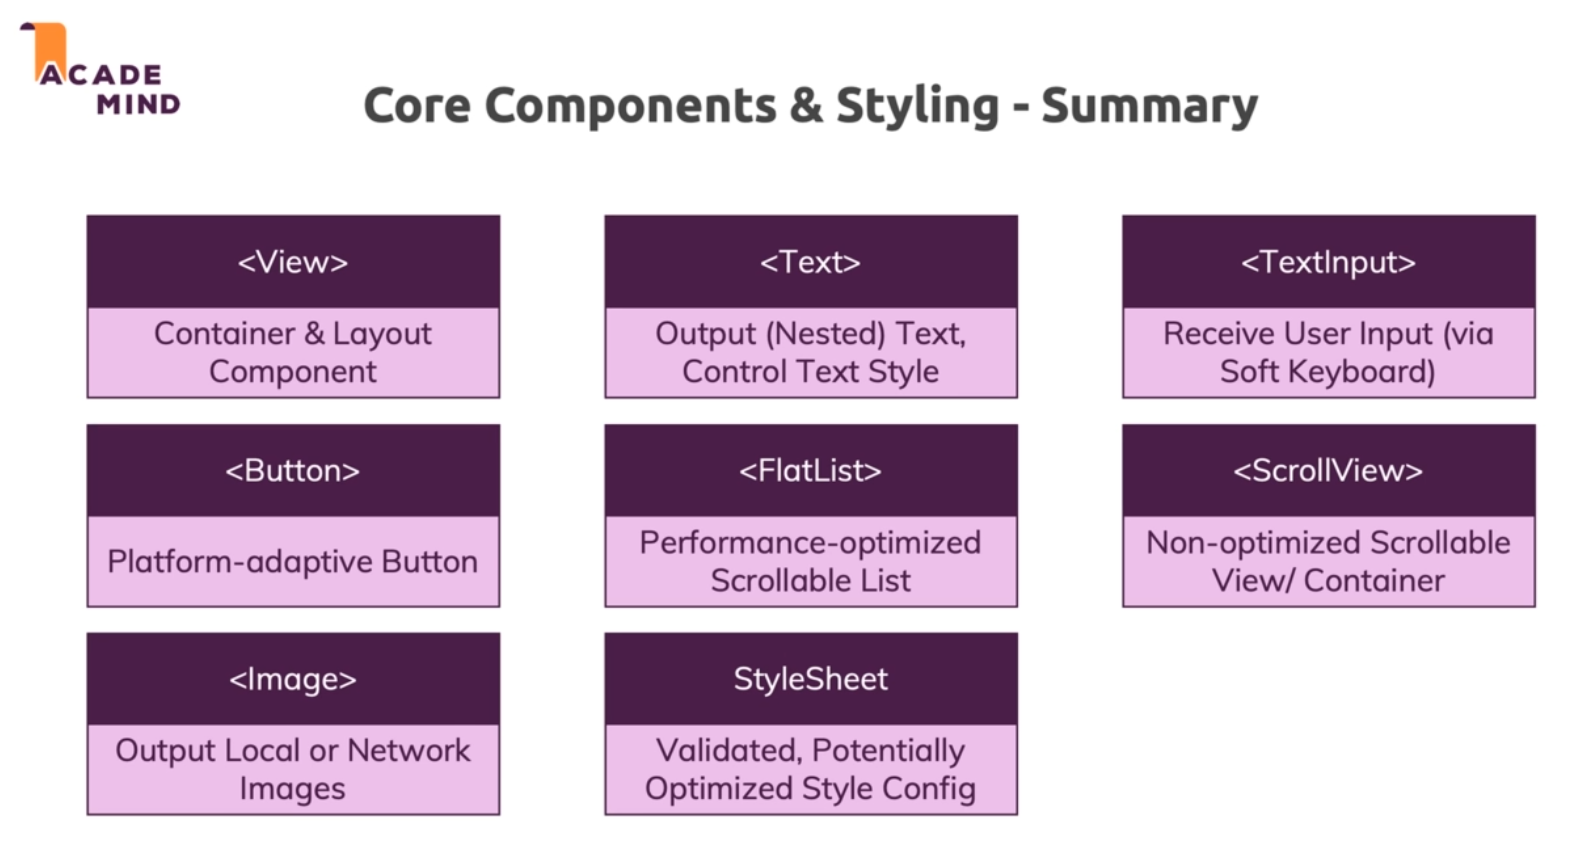 ACADE
MIND
Core Components & Styling - Summary
<View>
Container & Layout
Component
<Text>
Output (Nested) Text,
Control Text Style
<TextInput>
Receive User Input (via
Soft Keyboard)
<Button>
Platform-adaptive Button
<FlatList>
Performance-optimized
Scrollable List
<ScrollView>
Non-optimized Scrollable
View/ Container
<Image>
Output Local or Network
Images
StyleSheet
Validated, Potentially
Optimized Style Config